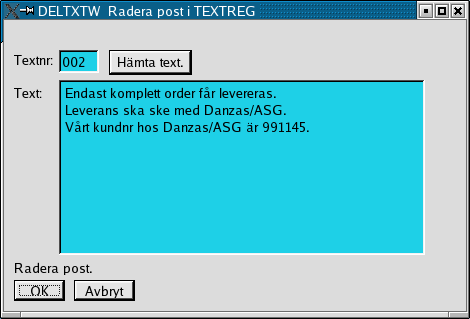 DELTXTW Radera post i TEXTREG
Textnr: 002 Hämta text.
Text: Endast komplett order får levereras.
Leverans ska ske med Danzas/ASG.
Vårt kundnr hos Danzas/ASG är 991145.
Radera post.
OK Avbryt